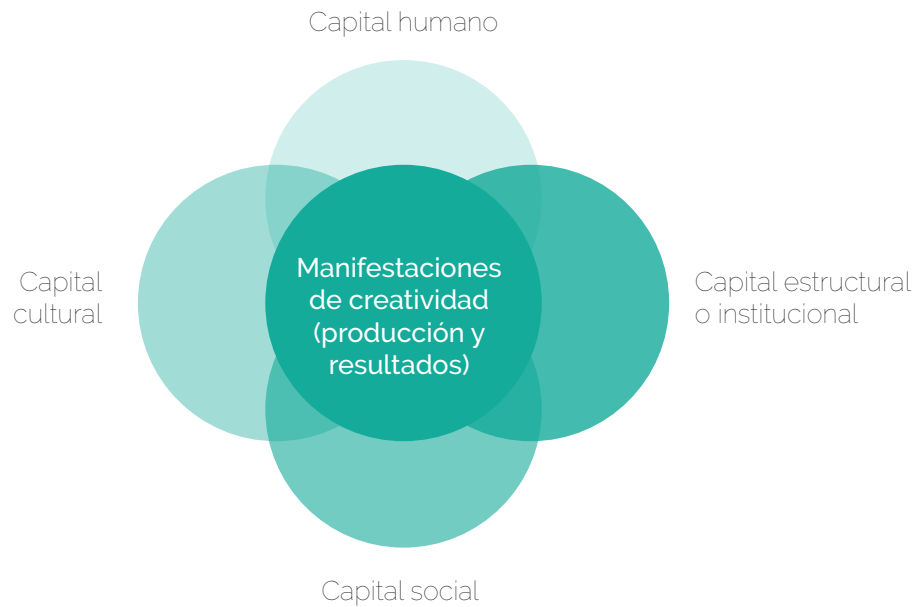 Capital humano
Capital
cultural
Manifestaciones
de creatividad
(producción y
resultados)
Capital estructural
o institucional
Capital social